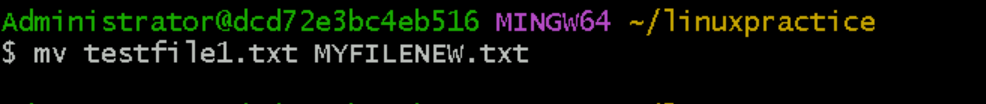 Administrator@dcd72e3bc4eb516 MINGW64 ~/linuxpractice
$ mv testfile1.txt MYFILENEW.txt